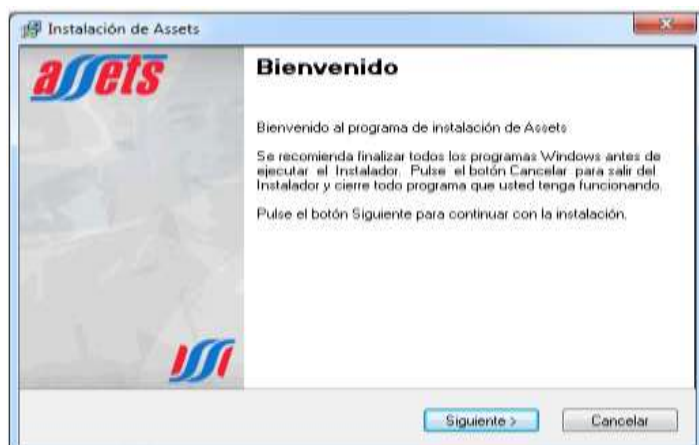 Instalación de Assets
assets
Bienvenido
Bienvenido al programa de instalación de Assets
Se recomienda finalizar todos los programas Windows antes de
ejecutar el Instalador. Pulse el botón Cancelar para salir del
Instalador y cierre todo programa que usted tenga funcionando.
Pulse el botón Siguiente para continuar con la instalación.
Siguiente >
Cancelar